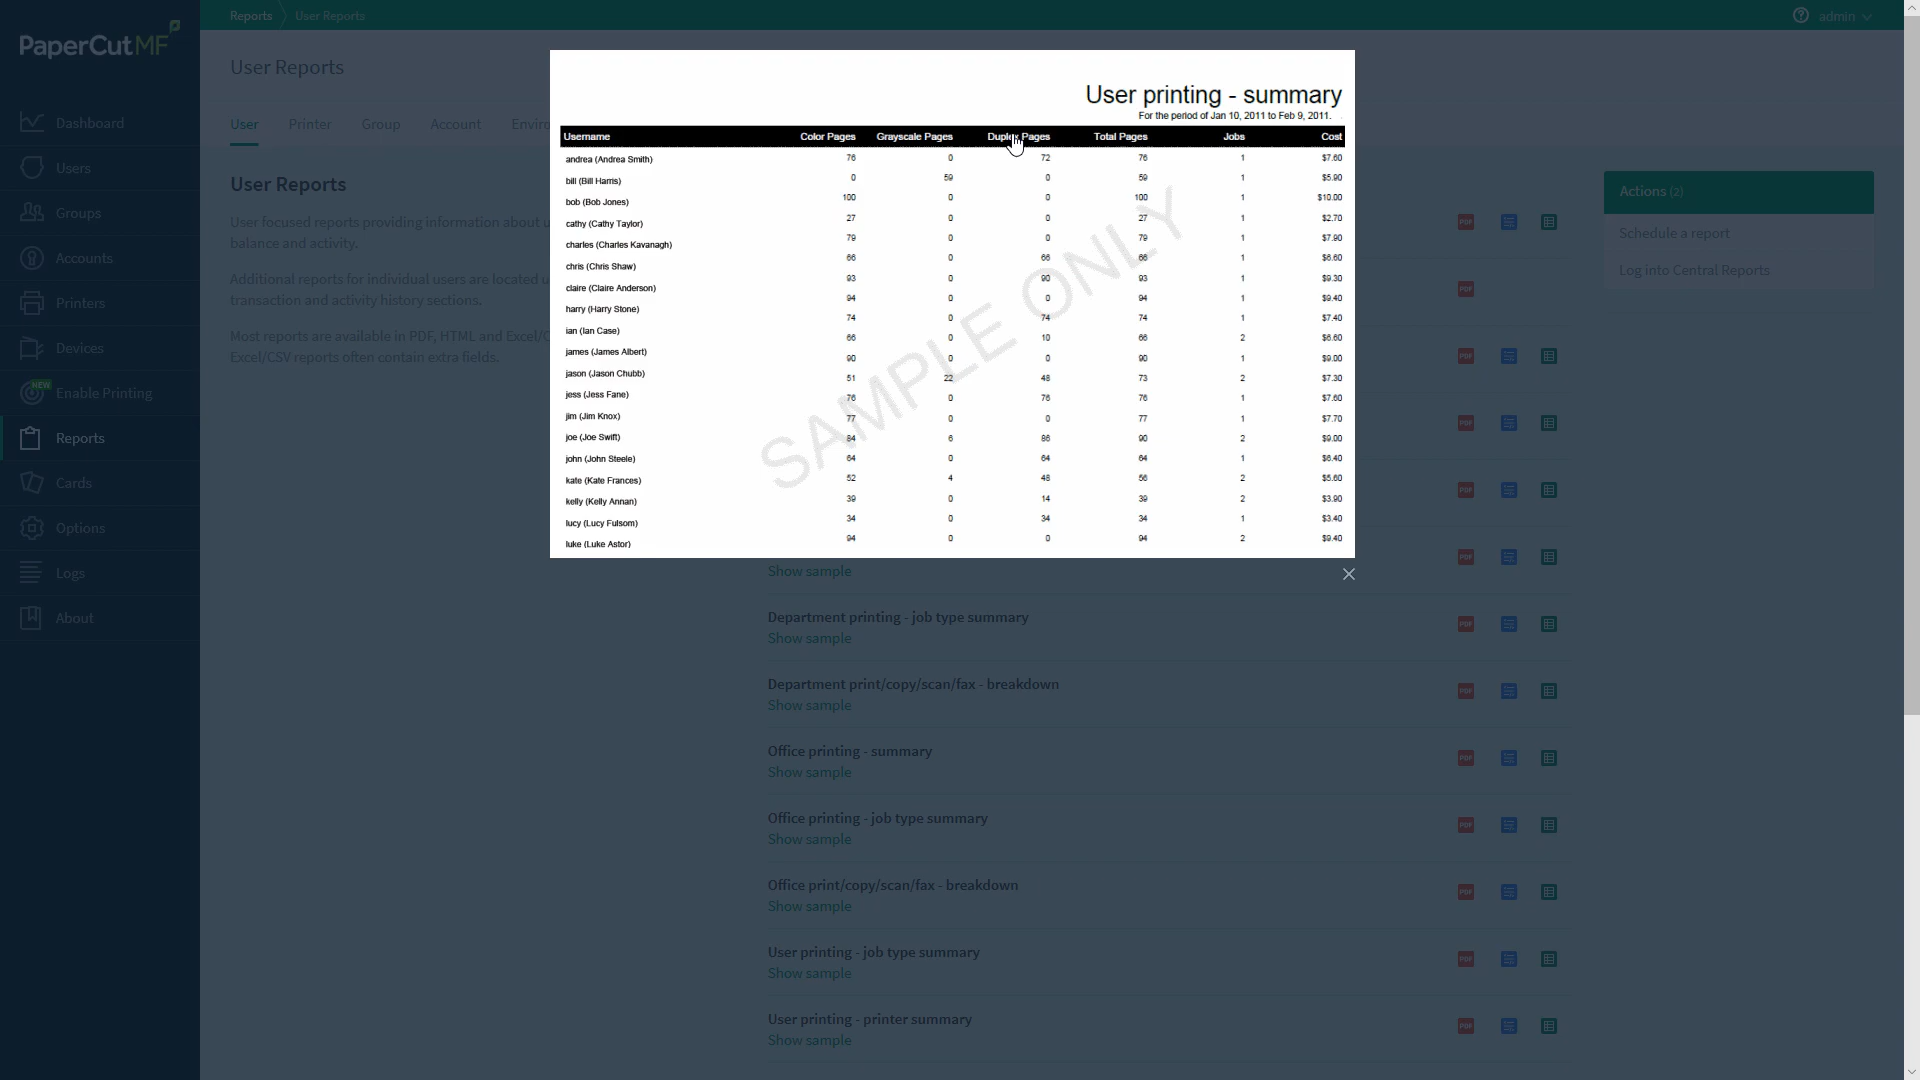 Reports User Reports admin
PaperCutMF
User Reports
Dashboard
Users
Groups
Accounts
Printers
Devices
NEW
Enable Printing
Reports
Cards
Options
Logs
About
User Printer Group Account Enviro
User Reports
User focused reports providing information about u
balance and activity.
Additional reports for individual users are located u
transaction and activity history sections.
Most reports are available in PDF, HTML and Excel/C
Excel/CSV reports often contain extra fields.
User printing - summary
For the period of Jan 10, 2011 to Feb 9, 2011.
Username Color Pages Grayscale Pages Duplex Pages Total Pages Jobs Cost
andrea (Andrea Smith) 76 0 72 76 1 $7.60
bill (Bill Harris) 0 59 0 59 1 $5.90
bob (Bob Jones) 100 0 0 100 1 $10.00
cathy (Cathy Taylor) 27 0 0 27 1 $2.70
charles (Charles Kavanagh) 79 0 0 79 1 $7.90
chris (Chris Shaw) 66 0 66 66 1 $6.60
claire (Claire Anderson) 93 0 90 93 1 $9.30
harry (Harry Stone) 94 0 0 94 1 $9.40
ian (Ian Case) 74 0 74 74 1 $7.40
james (James Albert) 66 0 10 66 2 $6.60
jason (Jason Chubb) 90 0 0 90 1 $9.00
jess (Jess Fane) 51 22 48 73 2 $7.30
jim (Jim Knox) 76 0 76 76 1 $7.60
joe (Joe Swift) 77 0 0 77 1 $7.70
john (John Steele) 84 6 86 90 2 $9.00
kate (Kate Frances) 64 0 64 64 1 $6.40
kelly (Kelly Annan) 52 4 48 56 2 $5.60
lucy (Lucy Fulsom) 39 0 14 39 2 $3.90
luke (Luke Astor) 34 0 34 34 1 $3.40
94 0 0 94 2 $9.40
SAMPLE ONLY
Show sample
Department printing - job type summary
Show sample
Department print/copy/scan/fax - breakdown
Show sample
Office printing - summary
Show sample
Office printing - job type summary
Show sample
Office print/copy/scan/fax - breakdown
Show sample
User printing - job type summary
Show sample
User printing - printer summary
Show sample
PDF
PDF
PDF
PDF
PDF
PDF
PDF
PDF
PDF
PDF
PDF
PDF
PDF
Actions (2)
Schedule a report
Log into Central Reports